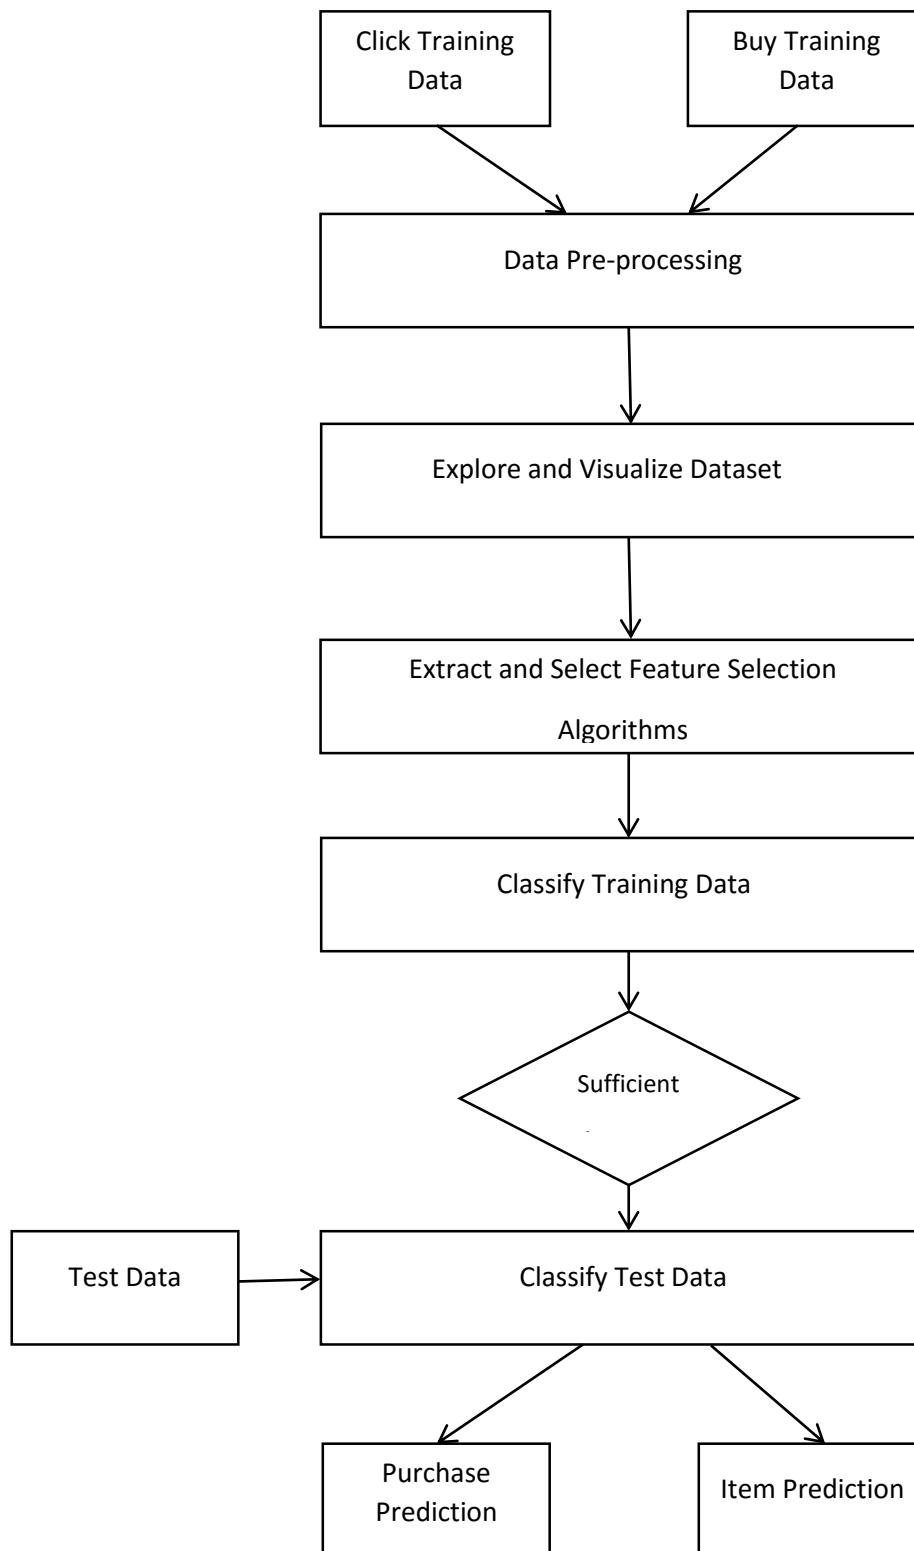 Click Training
Data
Buy Training
Data
Data Pre-processing
Explore and Visualize Dataset
Extract and Select Feature Selection
Algorithms
Classify Training Data
Sufficient
Test Data
Classify Test Data
Purchase
Prediction
Item Prediction